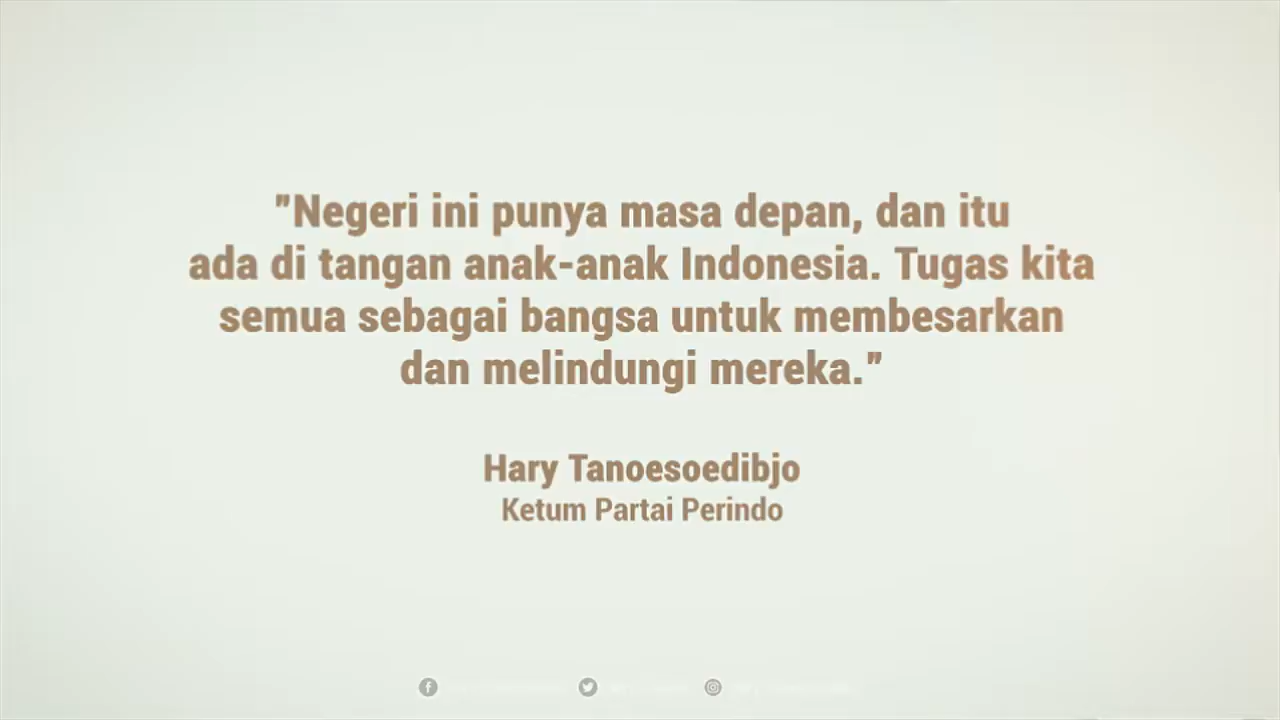 "Negeri ini punya masa depan, dan itu
ada di tangan anak-anak Indonesia. Tugas kita
semua sebagai bangsa untuk membesarkan
dan melindungi mereka."
Hary Tanoesoedibjo
Ketum Partai Perindo